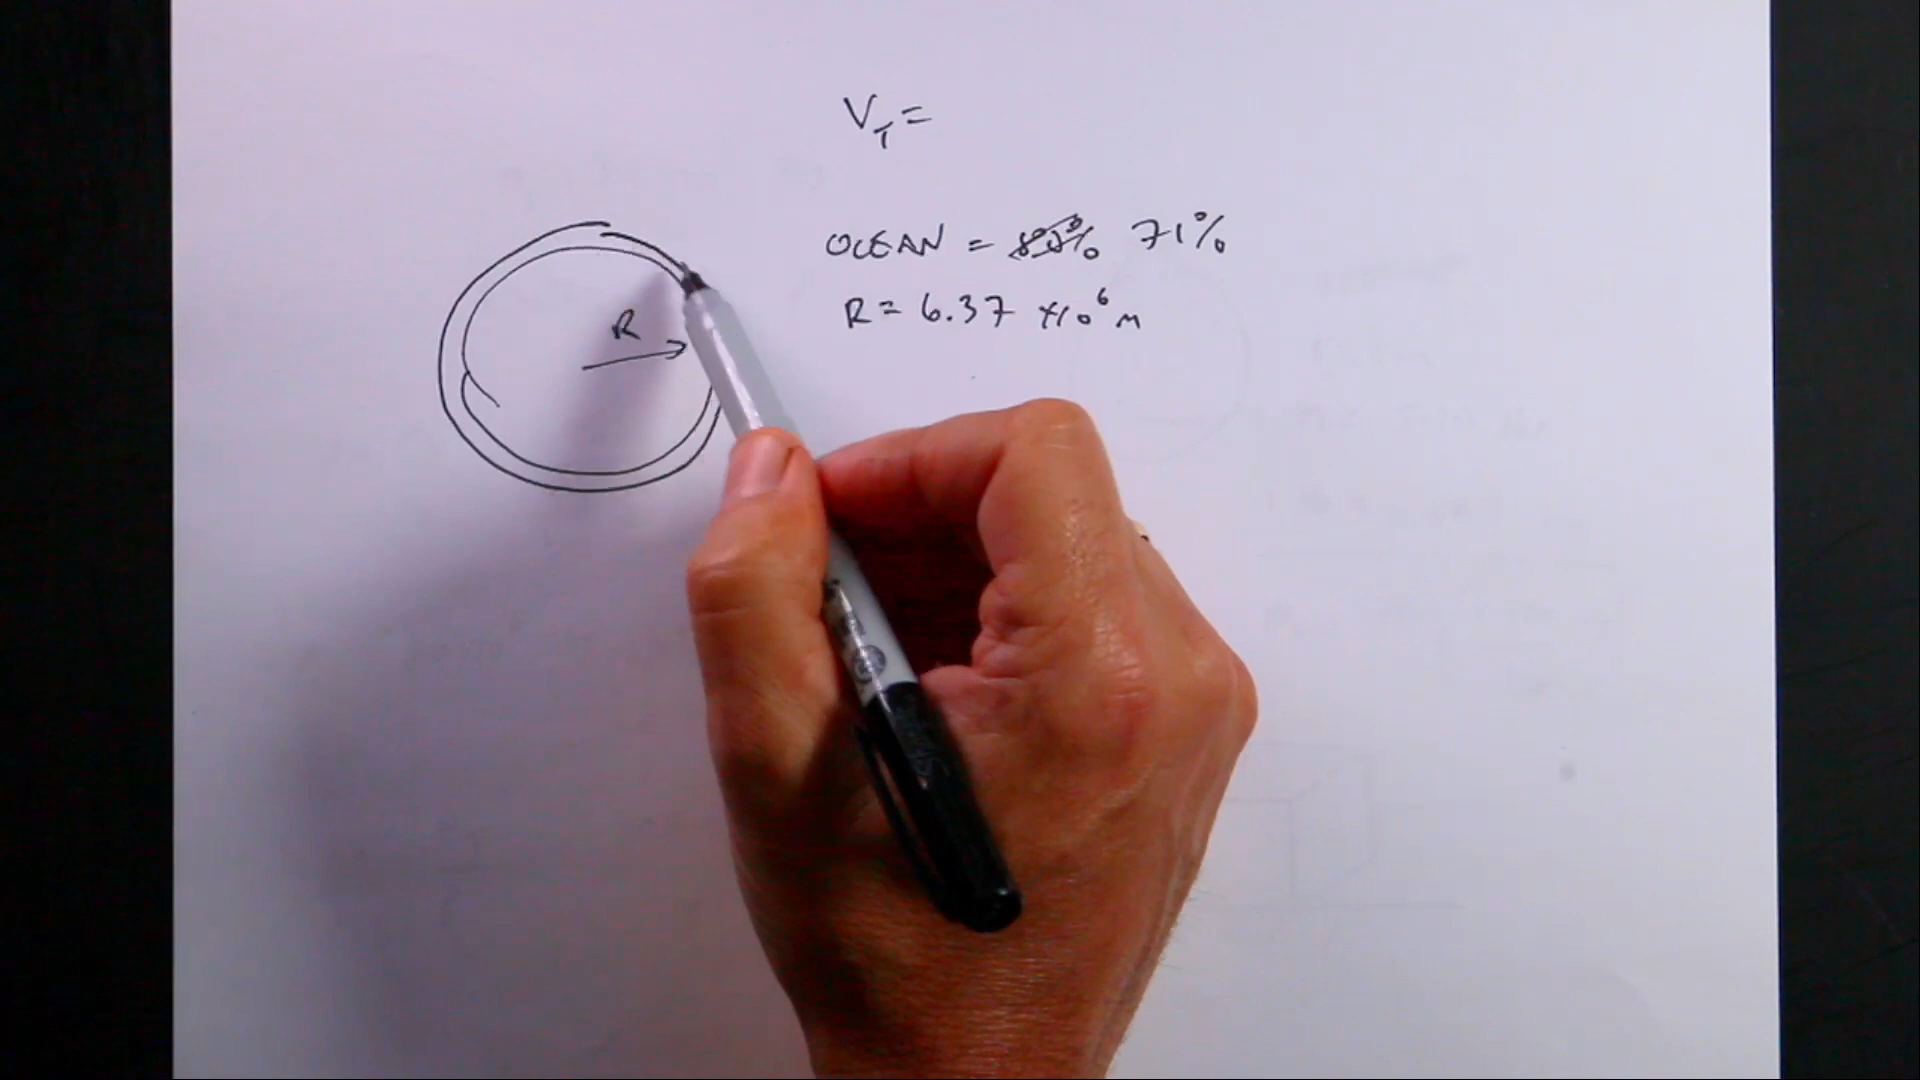 V_T =
OCEAN = 71%
R
R = 6.37 x10^6 m